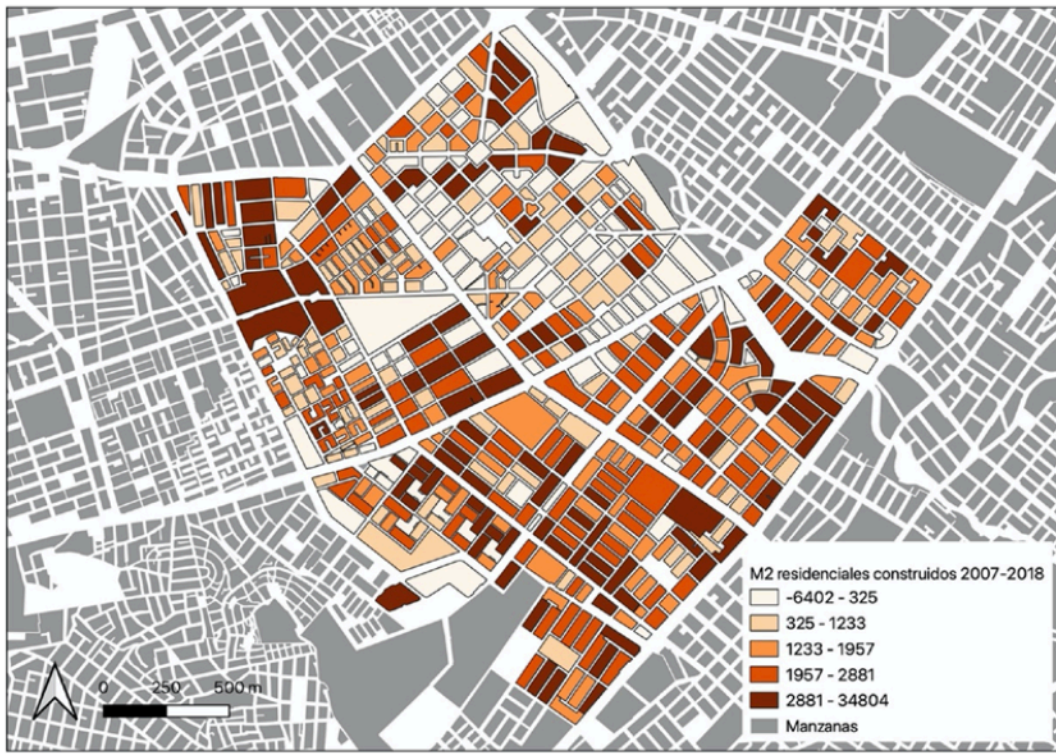 M2 residenciales construidos 2007-2018
-6402 - 325
325 - 1233
1233 - 1957
1957 - 2881
2881 - 34804
Manzanas
0 250 500 m